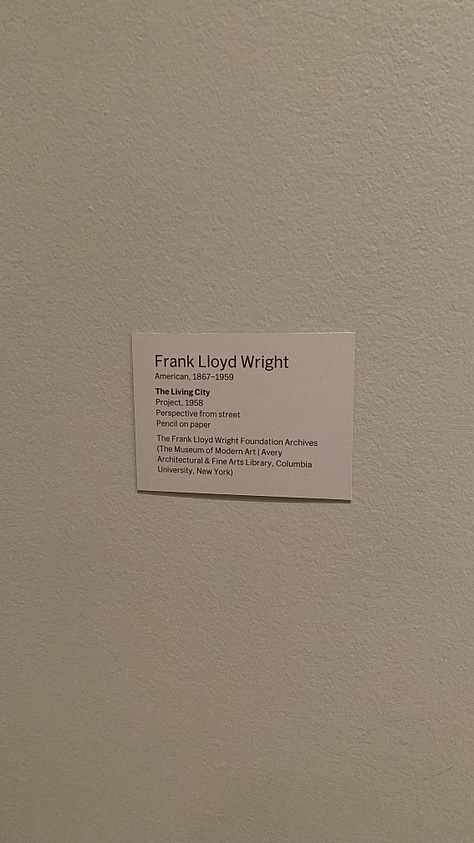 Frank Lloyd Wright
American, 1867–1959
The Living City
Project, 1958
Perspective from street
Pencil on paper
The Frank Lloyd Wright Foundation Archives
(The Museum of Modern Art | Avery
Architectural & Fine Arts Library, Columbia
University, New York)